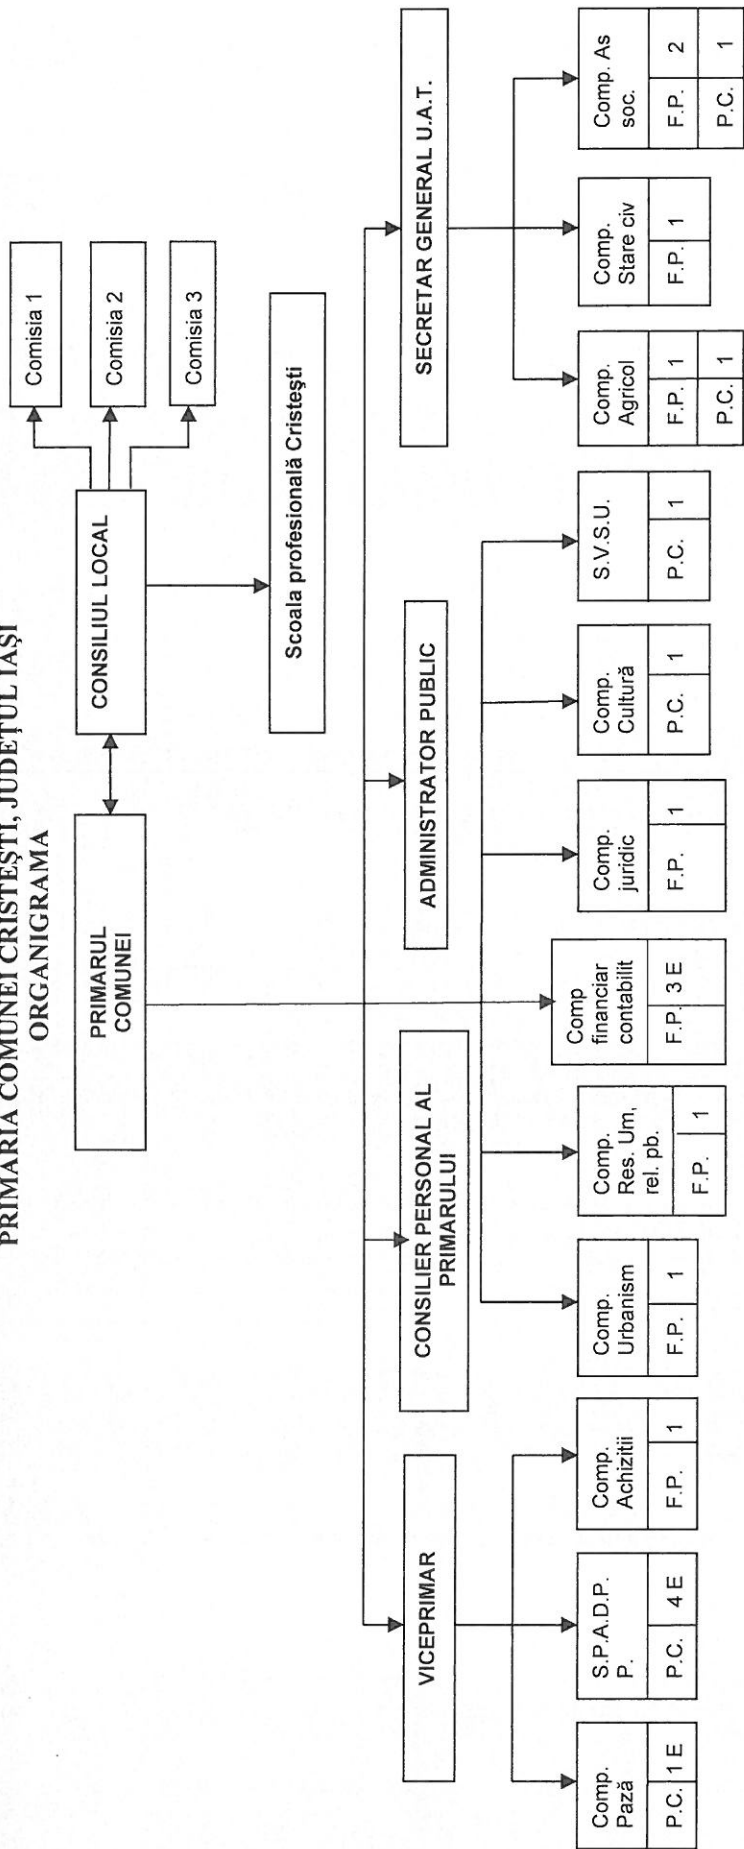 PRIMĂRIA COMUNEI CRISTEȘTI, JUDEȚUL IAȘI
ORGANIGRAMA
PRIMARUL
COMUNEI
CONSILIUL LOCAL
Comisia 1
Comisia 2
Comisia 3
Scoala profesională Cristești
VICEPRIMAR
CONSILIER PERSONAL AL
PRIMARULUI
ADMINISTRATOR PUBLIC
SECRETAR GENERAL U.A.T.
Comp.
Pază
P.C. 1 E
S.P.A.D.P.
P.
P.C. 4 E
Comp.
Achizitii
F.P. 1
Comp.
Urbanism
F.P. 1
Comp.
Res. Um,
rel. pb.
F.P. 1
Comp
financiar
contabilit
F.P. 3 E
Comp.
juridic
F.P. 1
Comp.
Cultură
P.C. 1
S.V.S.U.
P.C. 1
Comp.
Agricol
F.P. 1
P.C. 1
Comp.
Stare civ
F.P. 1
Comp. As
soc.
F.P. 2
P.C. 1